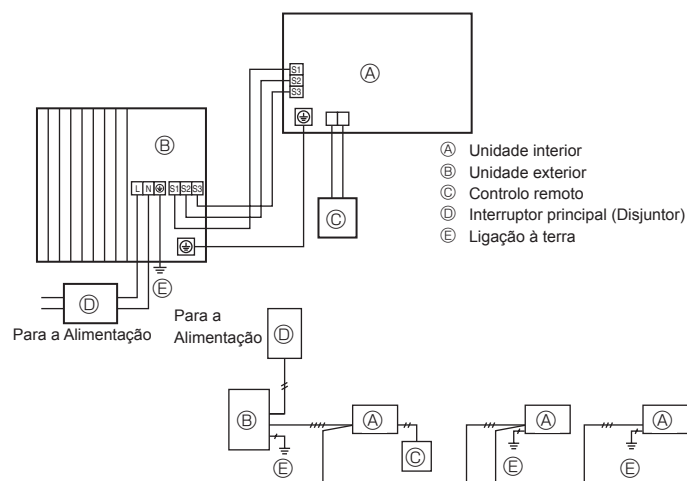 S1
S2
S3
Ⓐ
Ⓑ
L N S1 S2 S3
Ⓒ
Ⓐ Unidade interior
Ⓑ Unidade exterior
Ⓒ Controlo remoto
Ⓓ Interruptor principal (Disjuntor)
Ⓔ Ligação à terra
Ⓔ
Ⓓ
Para a Alimentação
Para a
Alimentação
Ⓓ
Ⓑ
Ⓐ
Ⓐ
Ⓐ
Ⓒ
Ⓔ
Ⓔ
Ⓔ